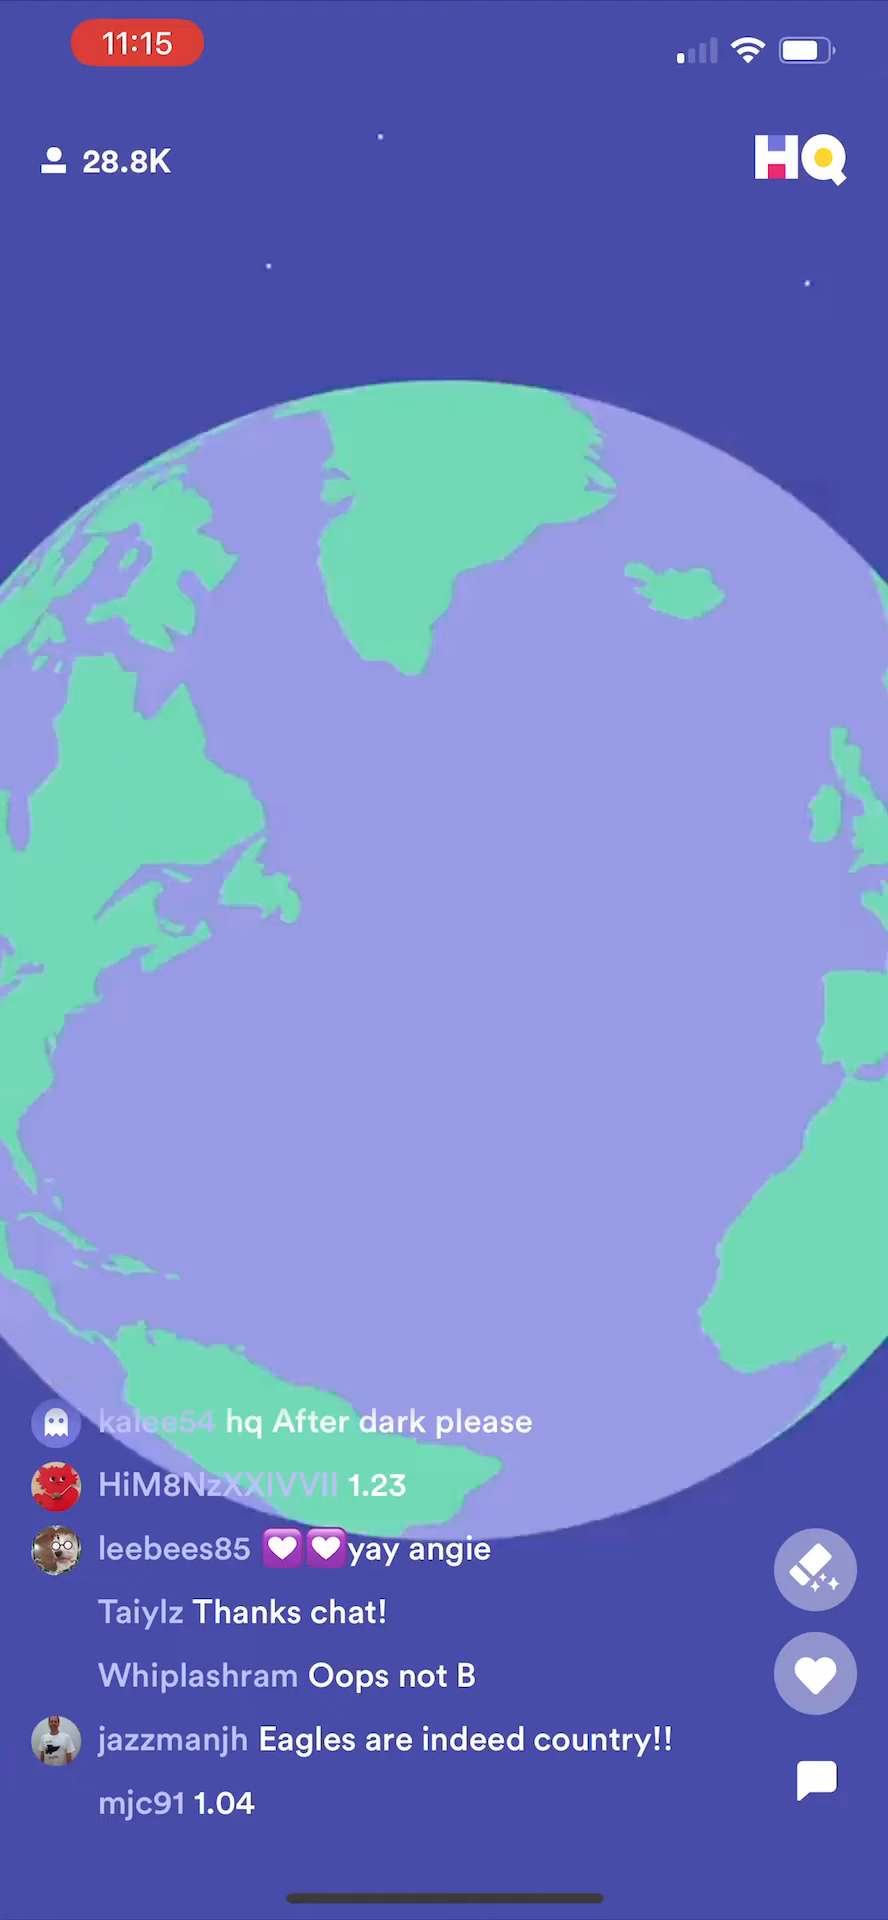 11:15
28.8K
HQ
kalee54 hq After dark please
HiM8NzXXIVVII 1.23
leebees85 💜💜yay angie
Taiylz Thanks chat!
Whiplashram Oops not B
jazzmanjh Eagles are indeed country!!
mjc91 1.04